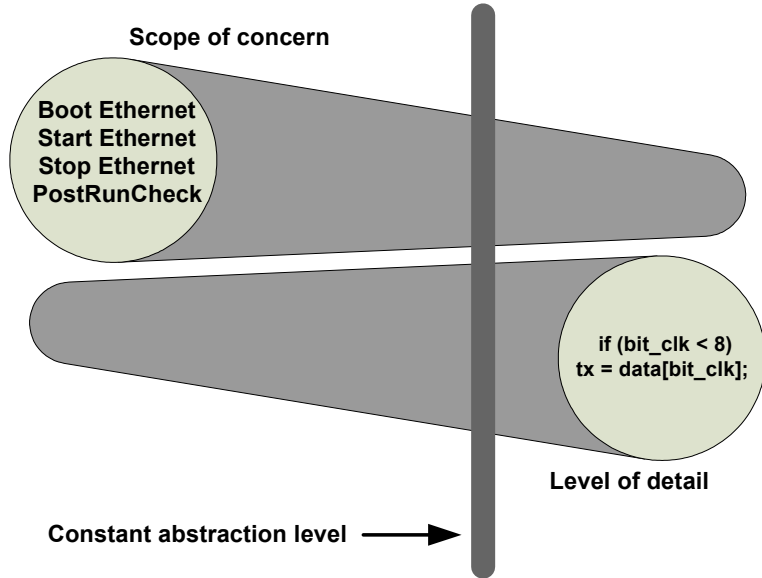 Scope of concern
Boot Ethernet
Start Ethernet
Stop Ethernet
PostRunCheck
if (bit_clk < 8)
tx = data[bit_clk];
Level of detail
Constant abstraction level